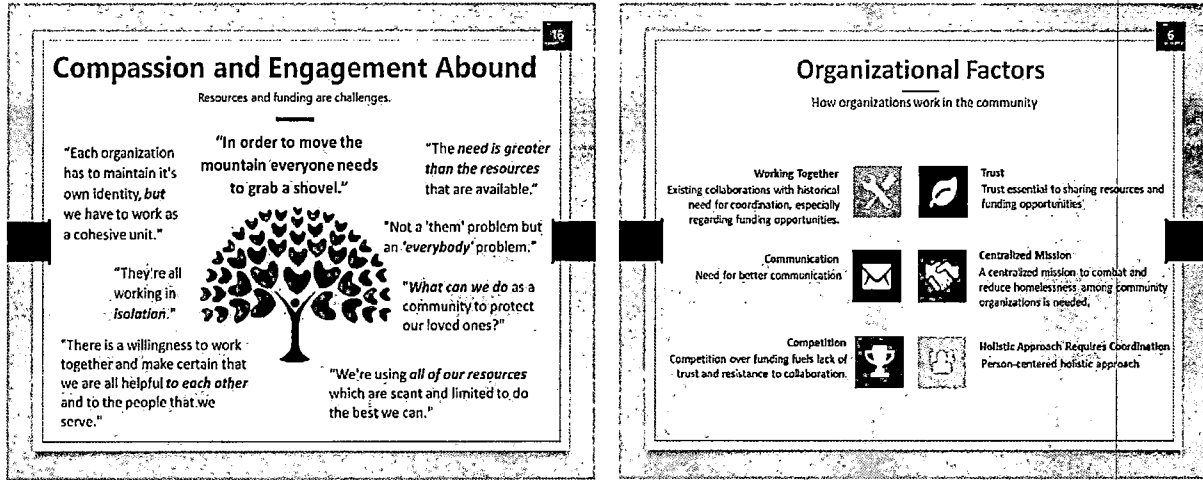 16
Compassion and Engagement Abound
Resources and funding are challenges.
"Each organization
has to maintain it's
own identity, but
we have to work as
a cohesive unit."
"In order to move the
mountain everyone needs
to grab a shovel."
"The need is greater
than the resources
that are available."
"Not a 'them' problem but
an 'everybody' problem."
"They're all
working in
isolation."
"What can we do as a
community to protect
our loved ones?"
"There is a willingness to work
together and make certain that
we are all helpful to each other
and to the people that we
serve."
"We're using all of our resources
which are scant and limited to do
the best we can."
6
Organizational Factors
How organizations work in the community
Working Together
Existing collaborations with historical
need for coordination, especially
regarding funding opportunities.
Trust
Trust essential to sharing resources and
funding opportunities
Communication
Need for better communication
Centralized Mission
A centralized mission to combat and
reduce homelessness among community
organizations is needed.
Competition
Competition over funding fuels lack of
trust and resistance to collaboration.
Holistic Approach Requires Coordination
Person-centered holistic approach